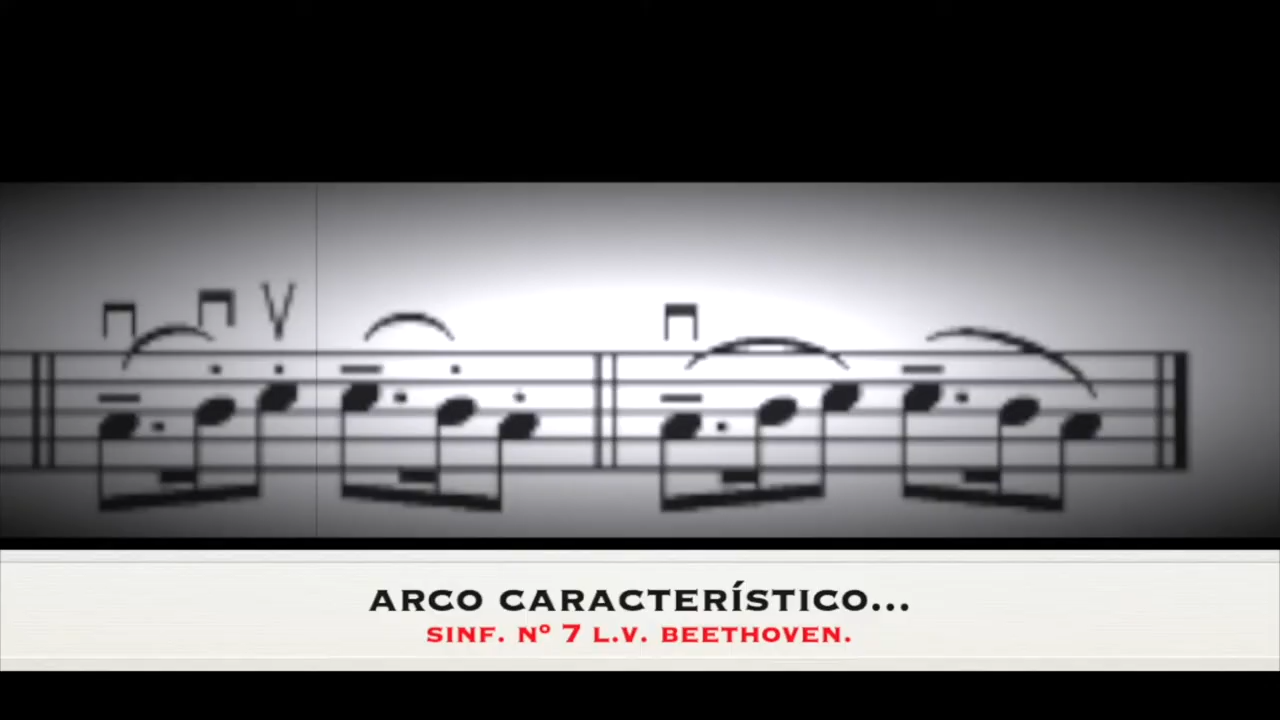 ARCO CARACTERÍSTICO...
SINF. Nº 7 L.V. BEETHOVEN.